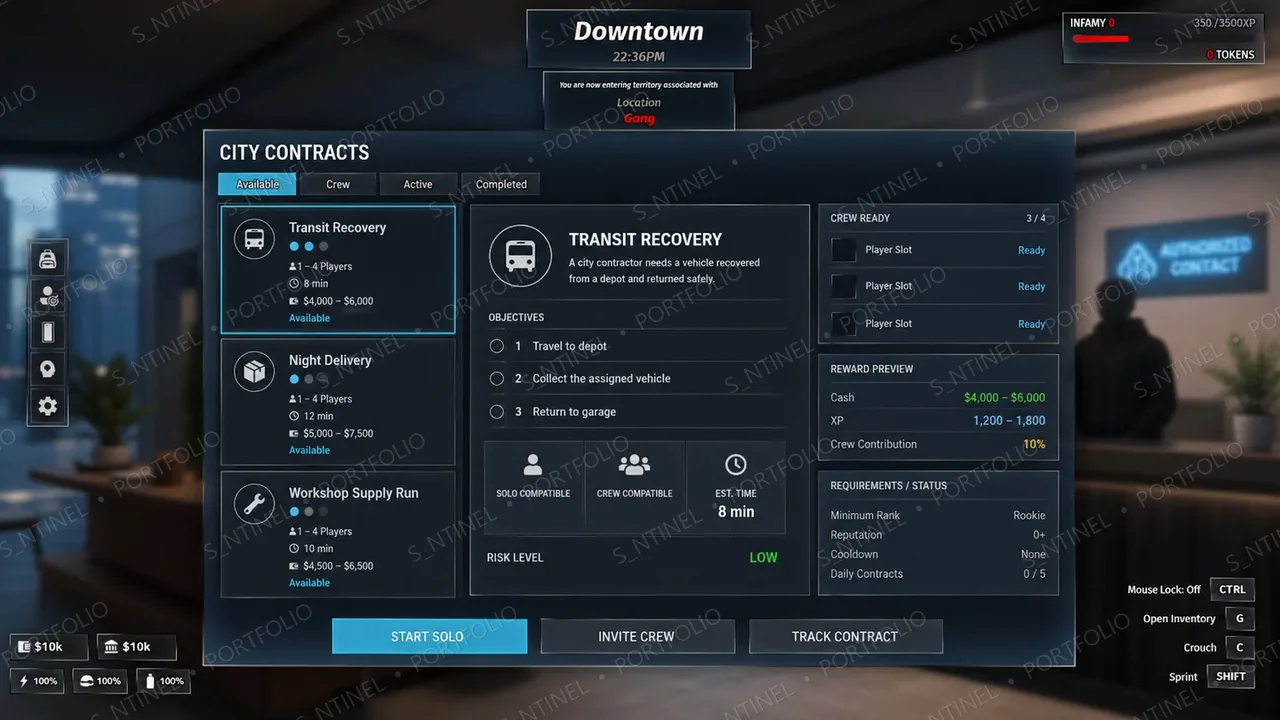 Downtown
22:36PM
You are now entering territory associated with
Location
Gang
INFAMY 0
350 /3500XP
0 TOKENS
CITY CONTRACTS
Available
Crew
Active
Completed
Transit Recovery
1 – 4 Players
8 min
$4,000 – $6,000
Available
Night Delivery
1 – 4 Players
12 min
$5,000 – $7,500
Available
Workshop Supply Run
1 – 4 Players
10 min
$4,500 – $6,500
Available
TRANSIT RECOVERY
A city contractor needs a vehicle recovered
from a depot and returned safely.
OBJECTIVES
1 Travel to depot
2 Collect the assigned vehicle
3 Return to garage
SOLO COMPATIBLE
CREW COMPATIBLE
EST. TIME
8 min
RISK LEVEL
LOW
CREW READY
3 / 4
Player Slot
Ready
Player Slot
Ready
Player Slot
Ready
REWARD PREVIEW
Cash
$4,000 – $6,000
XP
1,200 – 1,800
Crew Contribution
10%
REQUIREMENTS / STATUS
Minimum Rank
Rookie
Reputation
0+
Cooldown
None
Daily Contracts
0 / 5
START SOLO
INVITE CREW
TRACK CONTRACT
AUTHORIZED
CONTACT
$10k
$10k
100%
100%
100%
Mouse Lock: Off
CTRL
Open Inventory
G
Crouch
C
Sprint
SHIFT
S_NTINEL • PORTFOLIO